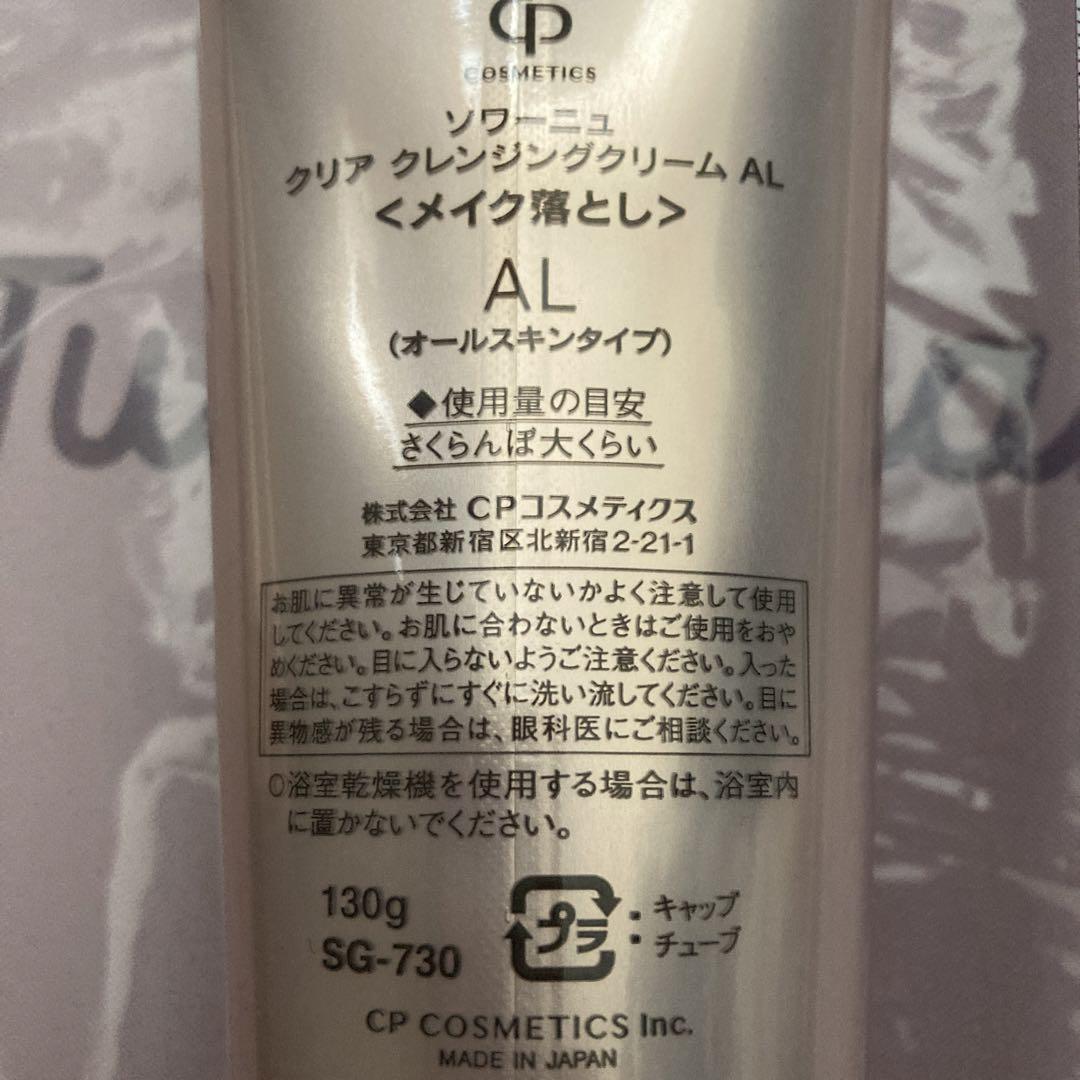 CP
COSMETICS
ソワーニュ
クリア クレンジングクリーム AL
<メイク落とし>
AL
(オールスキンタイプ)
◆使用量の目安
さくらんぼ大くらい
株式会社 CPコスメティクス
東京都新宿区北新宿2-21-1
お肌に異常が生じていないかよく注意して使用
してください。お肌に合わないときはご使用をおや
めください。目に入らないようご注意ください。入った
場合は、こすらずにすぐに洗い流してください。目に
異物感が残る場合は、眼科医にご相談ください。
○浴室乾燥機を使用する場合は、浴室内
に置かないでください。
130g
SG-730
プラ
: キャップ
: チューブ
CP COSMETICS Inc.
MADE IN JAPAN